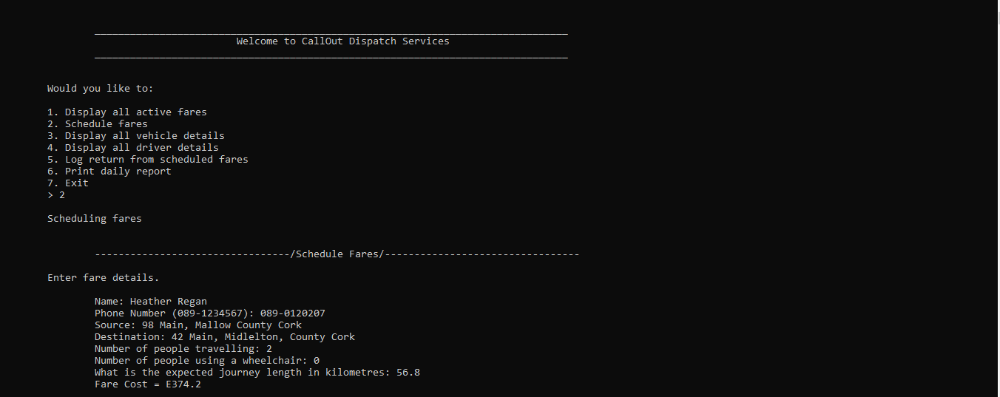 Welcome to CallOut Dispatch Services
Would you like to:
1. Display all active fares
2. Schedule fares
3. Display all vehicle details
4. Display all driver details
5. Log return from scheduled fares
6. Print daily report
7. Exit
> 2
Scheduling fares
---------------------------------/Schedule Fares/---------------------------------
Enter fare details.
Name: Heather Regan
Phone Number (089-1234567): 089-0120207
Source: 98 Main, Mallow County Cork
Destination: 42 Main, Midlelton, County Cork
Number of people travelling: 2
Number of people using a wheelchair: 0
What is the expected journey length in kilometres: 56.8
Fare Cost = E374.2